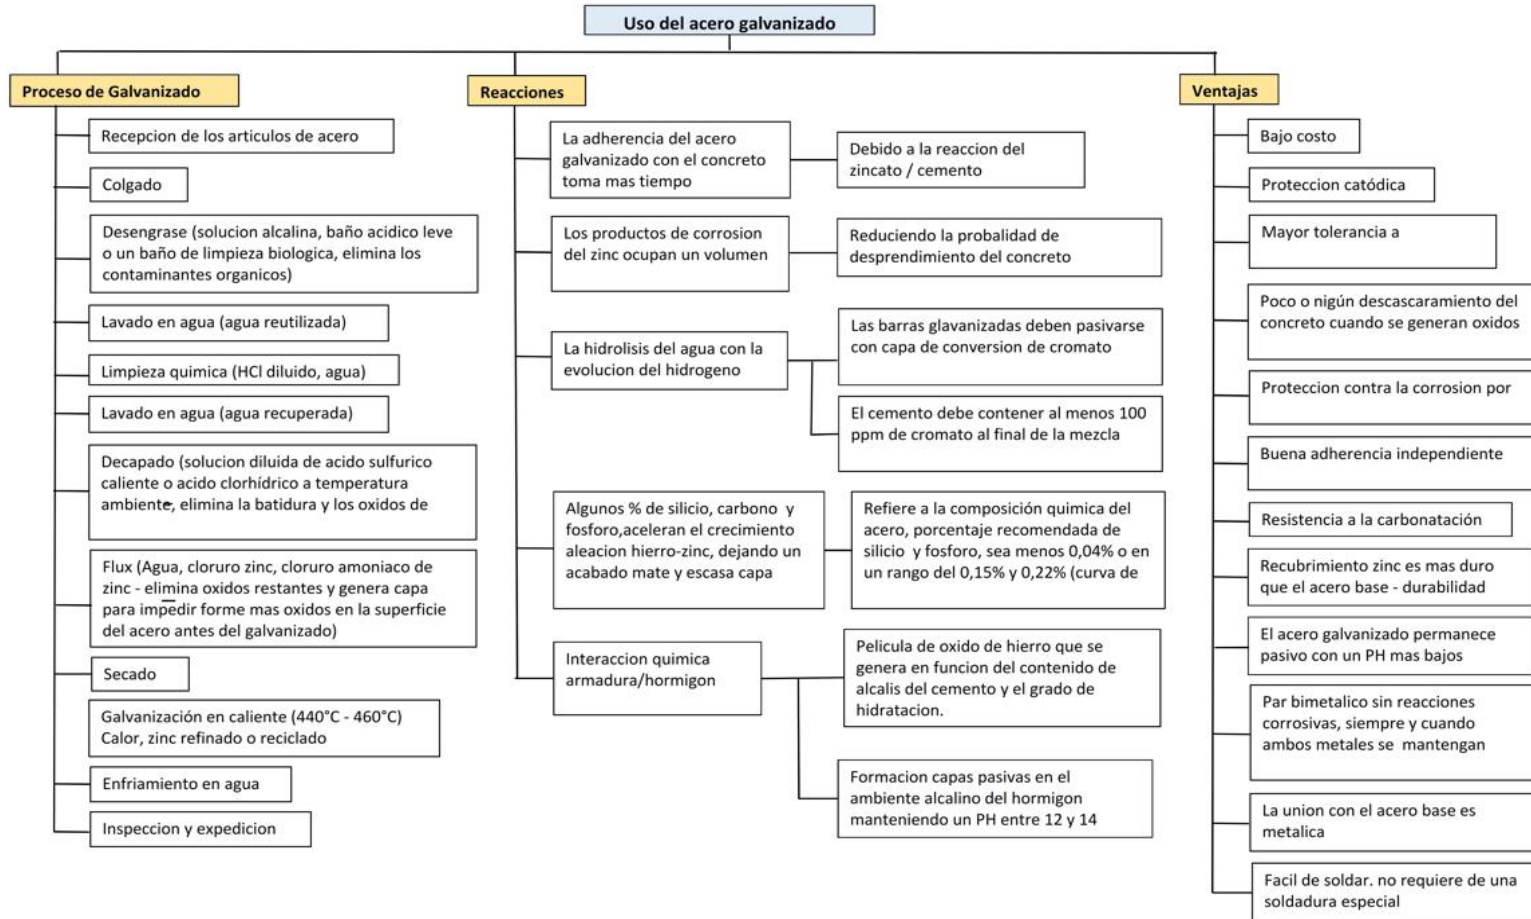 Uso del acero galvanizado
Proceso de Galvanizado
Recepcion de los articulos de acero
Colgado
Desengrase (solucion alcalina, baño acidico leve
o un baño de limpieza biologica, elimina los
contaminantes organicos)
Lavado en agua (agua reutilizada)
Limpieza quimica (HCl diluido, agua)
Lavado en agua (agua recuperada)
Decapado (solucion diluida de acido sulfurico
caliente o acido clorhídrico a temperatura
ambiente, elimina la batidura y los oxidos de
Flux (Agua, cloruro zinc, cloruro amoniaco de
zinc - elimina oxidos restantes y genera capa
para impedir forme mas oxidos en la superficie
del acero antes del galvanizado)
Secado
Galvanización en caliente (440°C - 460°C)
Calor, zinc refinado o reciclado
Enfriamiento en agua
Inspeccion y expedicion
Reacciones
La adherencia del acero
galvanizado con el concreto
toma mas tiempo
Debido a la reaccion del
zincato / cemento
Los productos de corrosion
del zinc ocupan un volumen
Reduciendo la probalidad de
desprendimiento del concreto
La hidrolisis del agua con la
evolucion del hidrogeno
Las barras glavanizadas deben pasivarse
con capa de conversion de cromato
El cemento debe contener al menos 100
ppm de cromato al final de la mezcla
Algunos % de silicio, carbono y
fosforo,aceleran el crecimiento
aleacion hierro-zinc, dejando un
acabado mate y escasa capa
Refiere a la composición quimica del
acero, porcentaje recomendada de
silicio y fosforo, sea menos 0,04% o en
un rango del 0,15% y 0,22% (curva de
Interaccion quimica
armadura/hormigon
Pelicula de oxido de hierro que se
genera en funcion del contenido de
alcalis del cemento y el grado de
hidratacion.
Formacion capas pasivas en el
ambiente alcalino del hormigon
manteniendo un PH entre 12 y 14
Ventajas
Bajo costo
Proteccion catódica
Mayor tolerancia a
Poco o nigún descascaramiento del
concreto cuando se generan oxidos
Proteccion contra la corrosion por
Buena adherencia independiente
Resistencia a la carbonatación
Recubrimiento zinc es mas duro
que el acero base - durabilidad
El acero galvanizado permanece
pasivo con un PH mas bajos
Par bimetalico sin reacciones
corrosivas, siempre y cuando
ambos metales se mantengan
La union con el acero base es
metalica
Facil de soldar. no requiere de una
soldadura especial